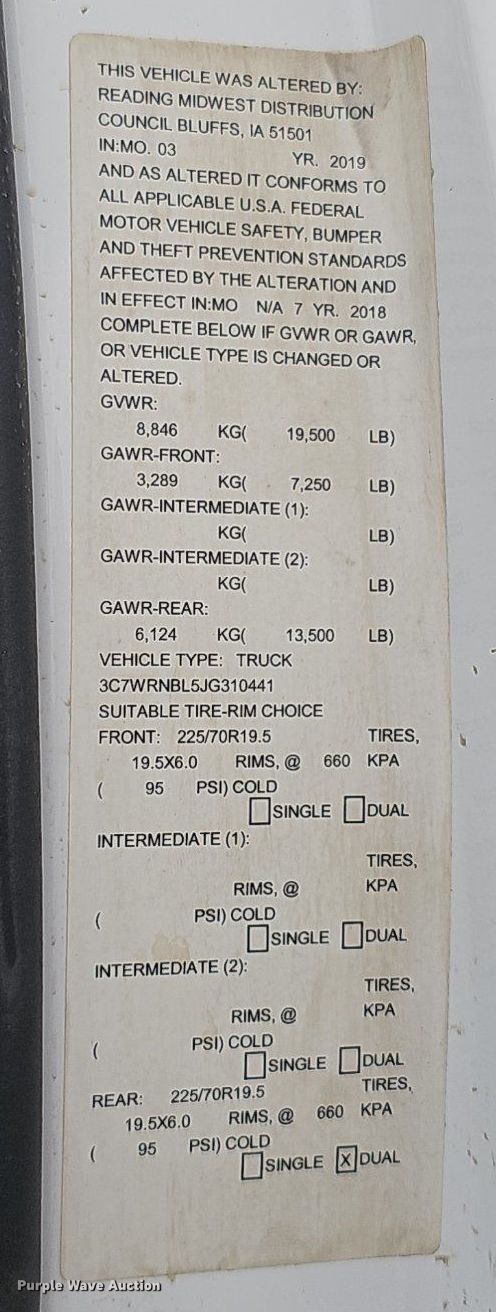 THIS VEHICLE WAS ALTERED BY:
READING MIDWEST DISTRIBUTION
COUNCIL BLUFFS, IA 51501
IN:MO. 03 YR. 2019
AND AS ALTERED IT CONFORMS TO
ALL APPLICABLE U.S.A. FEDERAL
MOTOR VEHICLE SAFETY, BUMPER
AND THEFT PREVENTION STANDARDS
AFFECTED BY THE ALTERATION AND
IN EFFECT IN:MO N/A 7 YR. 2018
COMPLETE BELOW IF GVWR OR GAWR,
OR VEHICLE TYPE IS CHANGED OR
ALTERED.
GVWR:
8,846 KG( 19,500 LB)
GAWR-FRONT:
3,289 KG( 7,250 LB)
GAWR-INTERMEDIATE (1):
KG( LB)
GAWR-INTERMEDIATE (2):
KG( LB)
GAWR-REAR:
6,124 KG( 13,500 LB)
VEHICLE TYPE: TRUCK
3C7WRNBL5JG310441
SUITABLE TIRE-RIM CHOICE
FRONT: 225/70R19.5 TIRES,
19.5X6.0 RIMS, @ 660 KPA
( 95 PSI) COLD
SINGLE DUAL
INTERMEDIATE (1):
TIRES,
RIMS, @ KPA
( PSI) COLD
SINGLE DUAL
INTERMEDIATE (2):
TIRES,
RIMS, @ KPA
( PSI) COLD
SINGLE DUAL
REAR: 225/70R19.5 TIRES,
19.5X6.0 RIMS, @ 660 KPA
( 95 PSI) COLD
SINGLE X DUAL
Purple Wave Auction